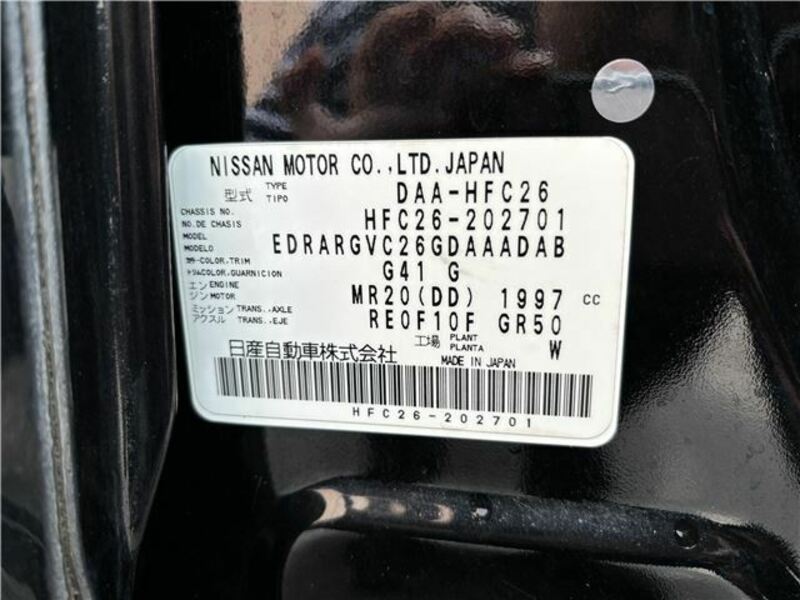 NISSAN MOTOR CO.,LTD.JAPAN
型式 TYPE TIPO DAA-HFC26
CHASSIS NO. NO.DE CHASIS HFC26-202701
MODEL MODELO EDRARGVC26GDAAADAB
カラー COLOR,TRIM トリム COLOR,GUARNICION G41 G
エンジン ENGINE MOTOR MR20(DD) 1997 CC
ミッション TRANS.,AXLE アクスル TRANS.,EJE RE0F10F GR50
工場 PLANT PLANTA W
日産自動車株式会社 MADE IN JAPAN
HFC26-202701